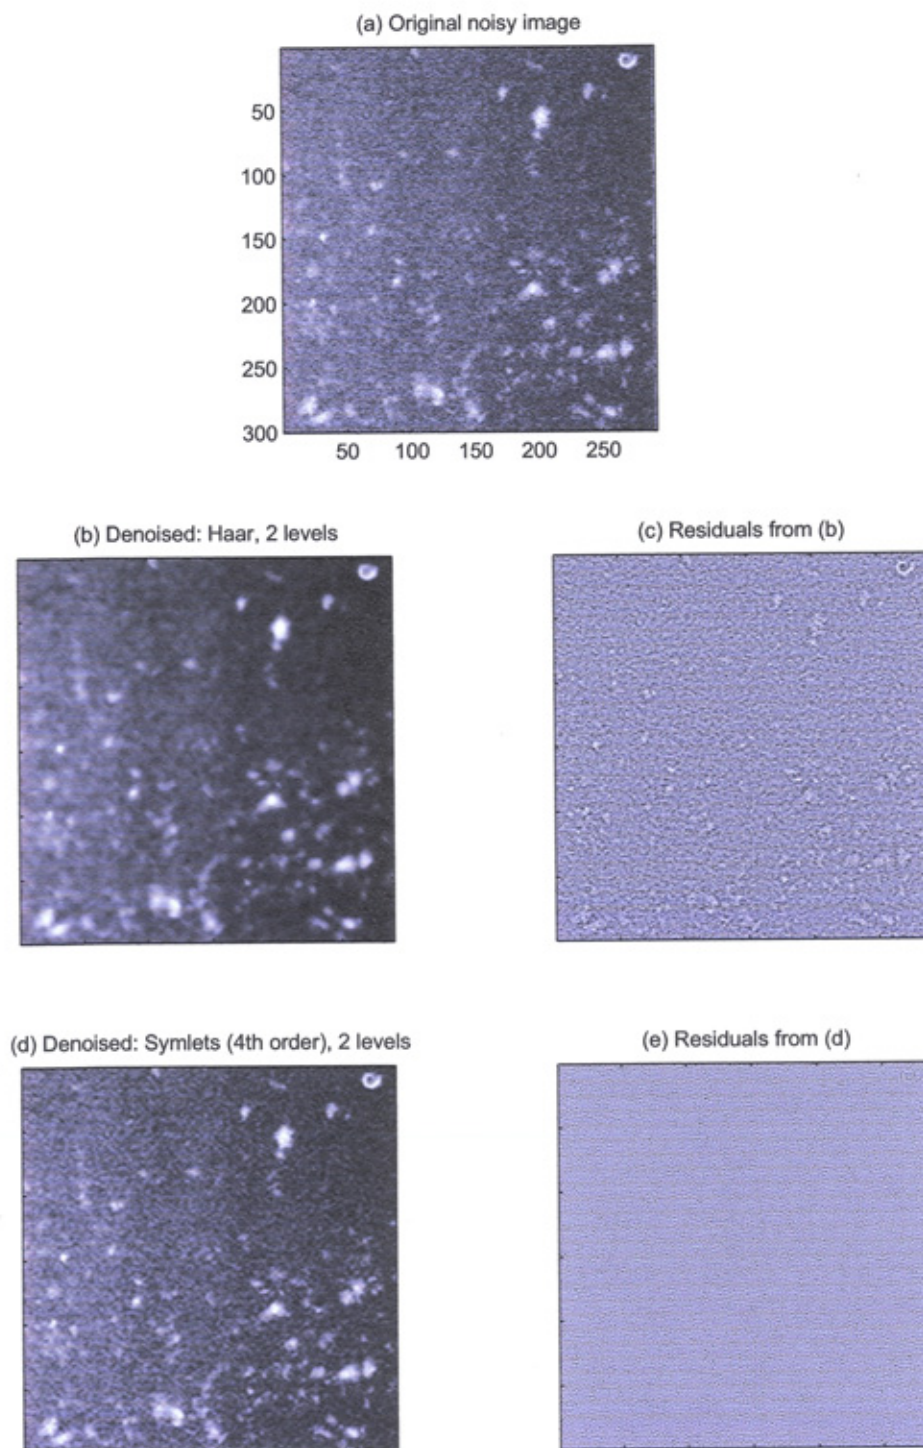 (a) Original noisy image
50
100
150
200
250
300
50 100 150 200 250
(b) Denoised: Haar, 2 levels
(c) Residuals from (b)
(d) Denoised: Symlets (4th order), 2 levels
(e) Residuals from (d)